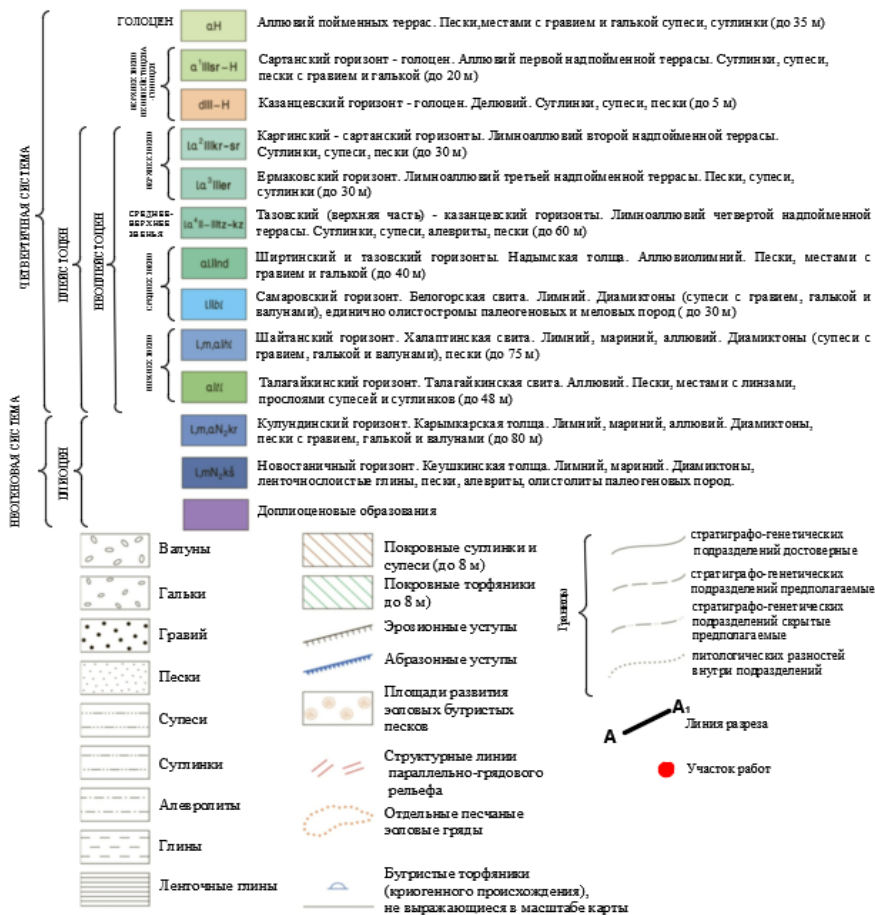 ГОЛОЦЕН
аН
Аллювий пойменных террас. Пески,местами с гравием и галькой супеси, суглинки (до 35 м)
a¹IIIsr–H
Сартанский горизонт - голоцен. Аллювий первой надпойменной террасы. Суглинки, супеси,
пески с гравием и галькой (до 20 м)
dIII–H
Казанцевский горизонт - голоцен. Делювий. Суглинки, супеси, пески (до 5 м)
la²IIIkr–sr
Каргинский - сартанский горизонты. Лимноаллювий второй надпойменной террасы.
Суглинки, супеси, пески (до 30 м)
la³IIIer
Ермаковский горизонт. Лимноаллювий третьей надпойменной террасы. Пески, супеси,
суглинки (до 30 м)
СРЕДНЕЕ-
ВЕРХНЕЕ
ЗВЕНЬЯ
la⁴II–IIItz–kz
Тазовский (верхняя часть) - казанцевский горизонты. Лимноаллювий четвертой надпойменной
террасы. Суглинки, супеси, алевриты, пески (до 60 м)
alIInd
Ширтинский и тазовский горизонты. Надымская толща. Аллювиолимний. Пески, местами с
гравием и галькой (до 40 м)
lIIbl
Самаровский горизонт. Белогорская свита. Лимний. Диамиктоны (супеси с гравием, галькой и
валунами), единично олистостромы палеогеновых и меловых пород ( до 30 м)
l,m,aIhl
Шайтанский горизонт. Халаптинская свита. Лимний, мариний, аллювий. Диамиктоны (супеси с
гравием, галькой и валунами), пески (до 75 м)
aItl
Талагайкинский горизонт. Талагайкинская свита. Аллювий. Пески, местами с линзами,
прослоями супесей и суглинков (до 48 м)
l,m,aN₂kr
Кулундинский горизонт. Карымкарская толща. Лимний, мариний, аллювий. Диамиктоны,
пески с гравием, галькой и валунами (до 80 м)
l,mN₂kš
Новостаничный горизонт. Кеушкинская толща. Лимний, мариний. Диамиктоны,
ленточнослоистые глины, пески, алевриты, олистолиты палеогеновых пород.
Доплиоценовые образования
ЧЕТВЕРТИЧНАЯ СИСТЕМА
ПЛЕЙСТОЦЕН
НЕОПЛЕЙСТОЦЕН
ВЕРХНЕЕ ЗВЕНО
СРЕДНЕЕ ЗВЕНО
НИЖНЕЕ ЗВЕНО
НЕОГЕНОВАЯ СИСТЕМА
ПЛИОЦЕН
Валуны
Гальки
Гравий
Пески
Супеси
Суглинки
Алевролиты
Глины
Ленточные глины
Покровные суглинки и
супеси (до 8 м)
Покровные торфяники
до 8 м)
Эрозионные уступы
Абразонные уступы
Площади развития
эоловых бугристых
песков
Структурные линии
параллельно-грядового
рельефа
Отдельные песчаные
эоловые гряды
Бугристые торфяники
(криогенного происхождения),
не выражающиеся в масштабе карты
Границы
стратиграфо-генетических
подразделений достоверные
стратиграфо-генетических
подразделений предполагаемые
стратиграфо-генетических
подразделений скрытые
предполагаемые
литологических разностей
внутри подразделений
А А₁
Линия разреза
Участок работ